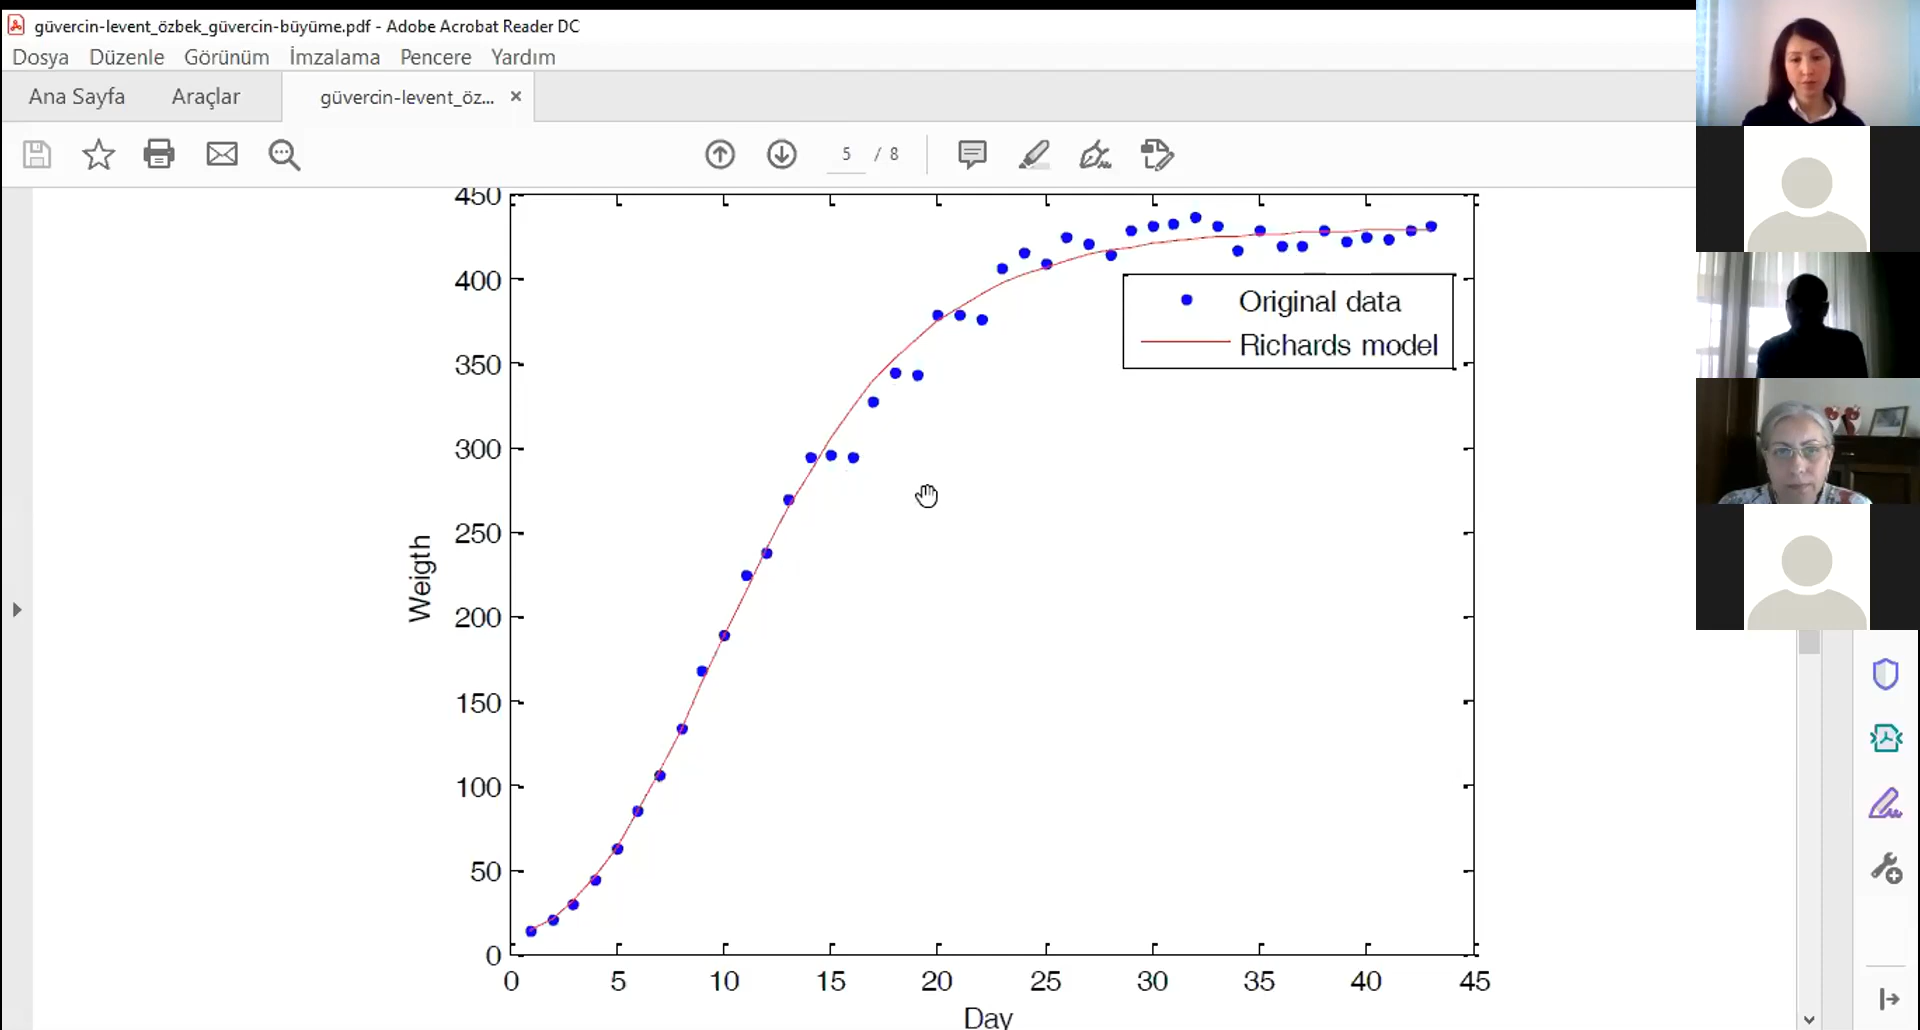 güvercin-levent_özbek_güvercin-büyüme.pdf - Adobe Acrobat Reader DC
Dosya Düzenle Görünüm İmzalama Pencere Yardım
Ana Sayfa Araçlar güvercin-levent_öz... ×
5 / 8
450
400
350
300
250
200
150
100
50
0
Weigth
Original data
Richards model
0 5 10 15 20 25 30 35 40 45
Day